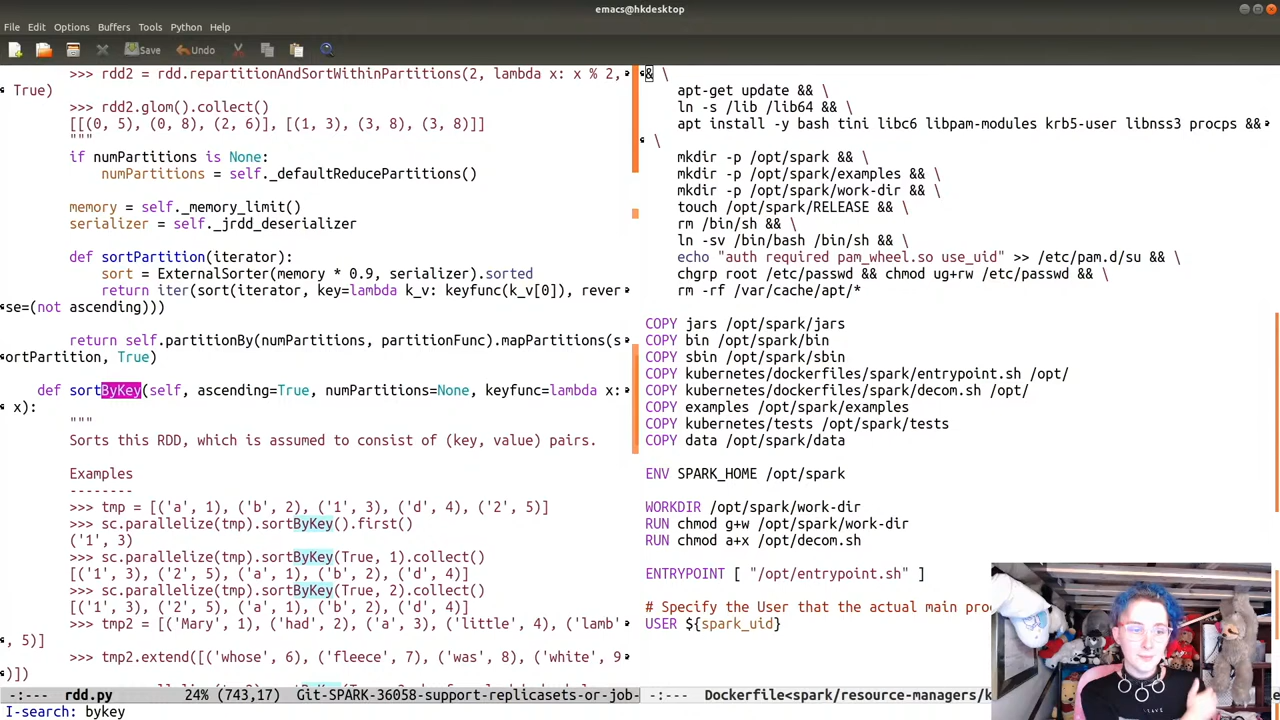 emacs@hkdesktop
File Edit Options Buffers Tools Python Help
Save Undo
>>> rdd2 = rdd.repartitionAndSortWithinPartitions(2, lambda x: x % 2,
True)
>>> rdd2.glom().collect()
[[(0, 5), (0, 8), (2, 6)], [(1, 3), (3, 8), (3, 8)]]
"""
if numPartitions is None:
numPartitions = self._defaultReducePartitions()
memory = self._memory_limit()
serializer = self._jrdd_deserializer
def sortPartition(iterator):
sort = ExternalSorter(memory * 0.9, serializer).sorted
return iter(sort(iterator, key=lambda k_v: keyfunc(k_v[0]), rever
se=(not ascending)))
return self.partitionBy(numPartitions, partitionFunc).mapPartitions(s
ortPartition, True)
def sortByKey(self, ascending=True, numPartitions=None, keyfunc=lambda x:
x):
"""
Sorts this RDD, which is assumed to consist of (key, value) pairs.
Examples
--------
>>> tmp = [('a', 1), ('b', 2), ('1', 3), ('d', 4), ('2', 5)]
>>> sc.parallelize(tmp).sortByKey().first()
('1', 3)
>>> sc.parallelize(tmp).sortByKey(True, 1).collect()
[('1', 3), ('2', 5), ('a', 1), ('b', 2), ('d', 4)]
>>> sc.parallelize(tmp).sortByKey(True, 2).collect()
[('1', 3), ('2', 5), ('a', 1), ('b', 2), ('d', 4)]
>>> tmp2 = [('Mary', 1), ('had', 2), ('a', 3), ('little', 4), ('lamb'
, 5)]
>>> tmp2.extend([('whose', 6), ('fleece', 7), ('was', 8), ('white', 9
)])
-:--- rdd.py 24% (743,17) Git-SPARK-36058-support-replicasets-or-job-
I-search: bykey
& \
apt-get update && \
ln -s /lib /lib64 && \
apt install -y bash tini libc6 libpam-modules krb5-user libnss3 procps &&
\
mkdir -p /opt/spark && \
mkdir -p /opt/spark/examples && \
mkdir -p /opt/spark/work-dir && \
touch /opt/spark/RELEASE && \
rm /bin/sh && \
ln -sv /bin/bash /bin/sh && \
echo "auth required pam_wheel.so use_uid" >> /etc/pam.d/su && \
chgrp root /etc/passwd && chmod ug+rw /etc/passwd && \
rm -rf /var/cache/apt/*
COPY jars /opt/spark/jars
COPY bin /opt/spark/bin
COPY sbin /opt/spark/sbin
COPY kubernetes/dockerfiles/spark/entrypoint.sh /opt/
COPY kubernetes/dockerfiles/spark/decom.sh /opt/
COPY examples /opt/spark/examples
COPY kubernetes/tests /opt/spark/tests
COPY data /opt/spark/data
ENV SPARK_HOME /opt/spark
WORKDIR /opt/spark/work-dir
RUN chmod g+w /opt/spark/work-dir
RUN chmod a+x /opt/decom.sh
ENTRYPOINT [ "/opt/entrypoint.sh" ]
# Specify the User that the actual main pro
USER ${spark_uid}
-:--- Dockerfile<spark/resource-managers/k